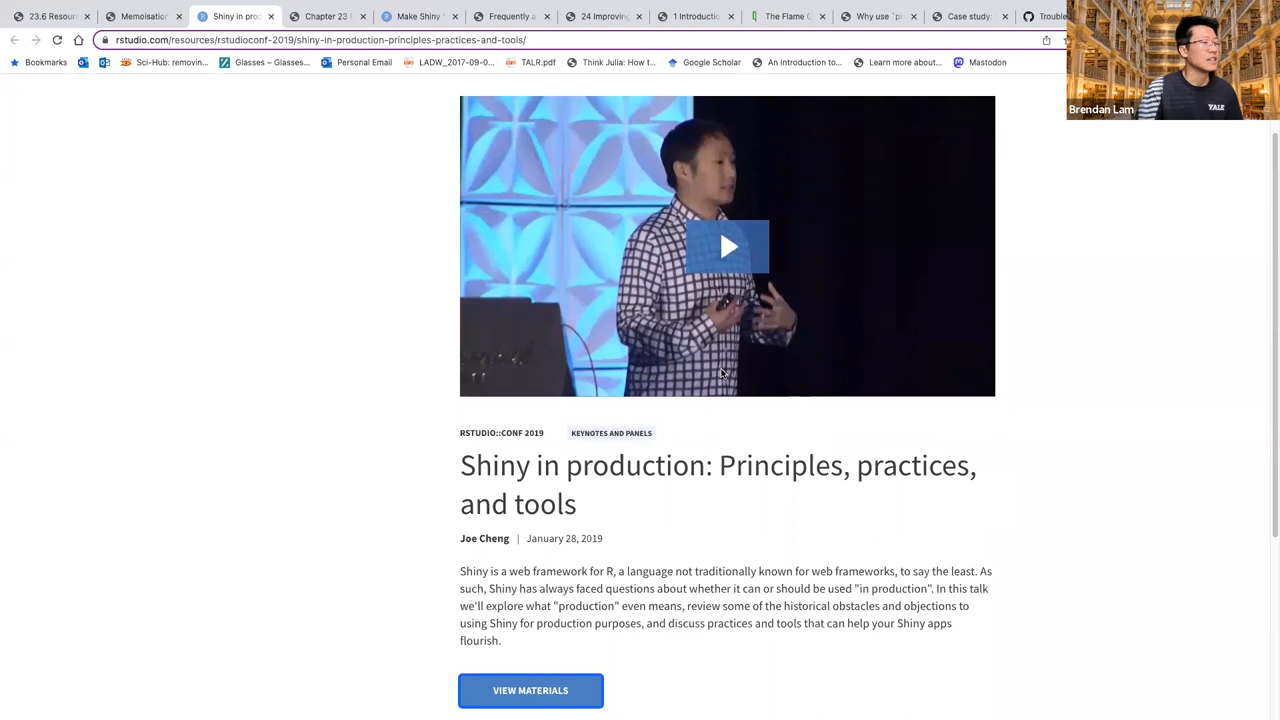 23.6 Resour
Memoisation
Shiny in proc
Chapter 23
Make Shiny
Frequently a
24 Improving
1 Introductio
The Flame G
Why use
Case study:
Trouble
rstudio.com/resources/rstudioconf-2019/shiny-in-production-principles-practices-and-tools/
Bookmarks
Sci-Hub: removin...
Glasses – Glasses...
Personal Email
LADW_2017-09-0...
TALR.pdf
Think Julia: How t...
Google Scholar
An Introduction to...
Learn more about...
Mastodon
YALE
Brendan Lam
RSTUDIO::CONF 2019
KEYNOTES AND PANELS
Shiny in production: Principles, practices,
and tools
Joe Cheng | January 28, 2019
Shiny is a web framework for R, a language not traditionally known for web frameworks, to say the least. As
such, Shiny has always faced questions about whether it can or should be used "in production". In this talk
we'll explore what "production" even means, review some of the historical obstacles and objections to
using Shiny for production purposes, and discuss practices and tools that can help your Shiny apps
flourish.
VIEW MATERIALS